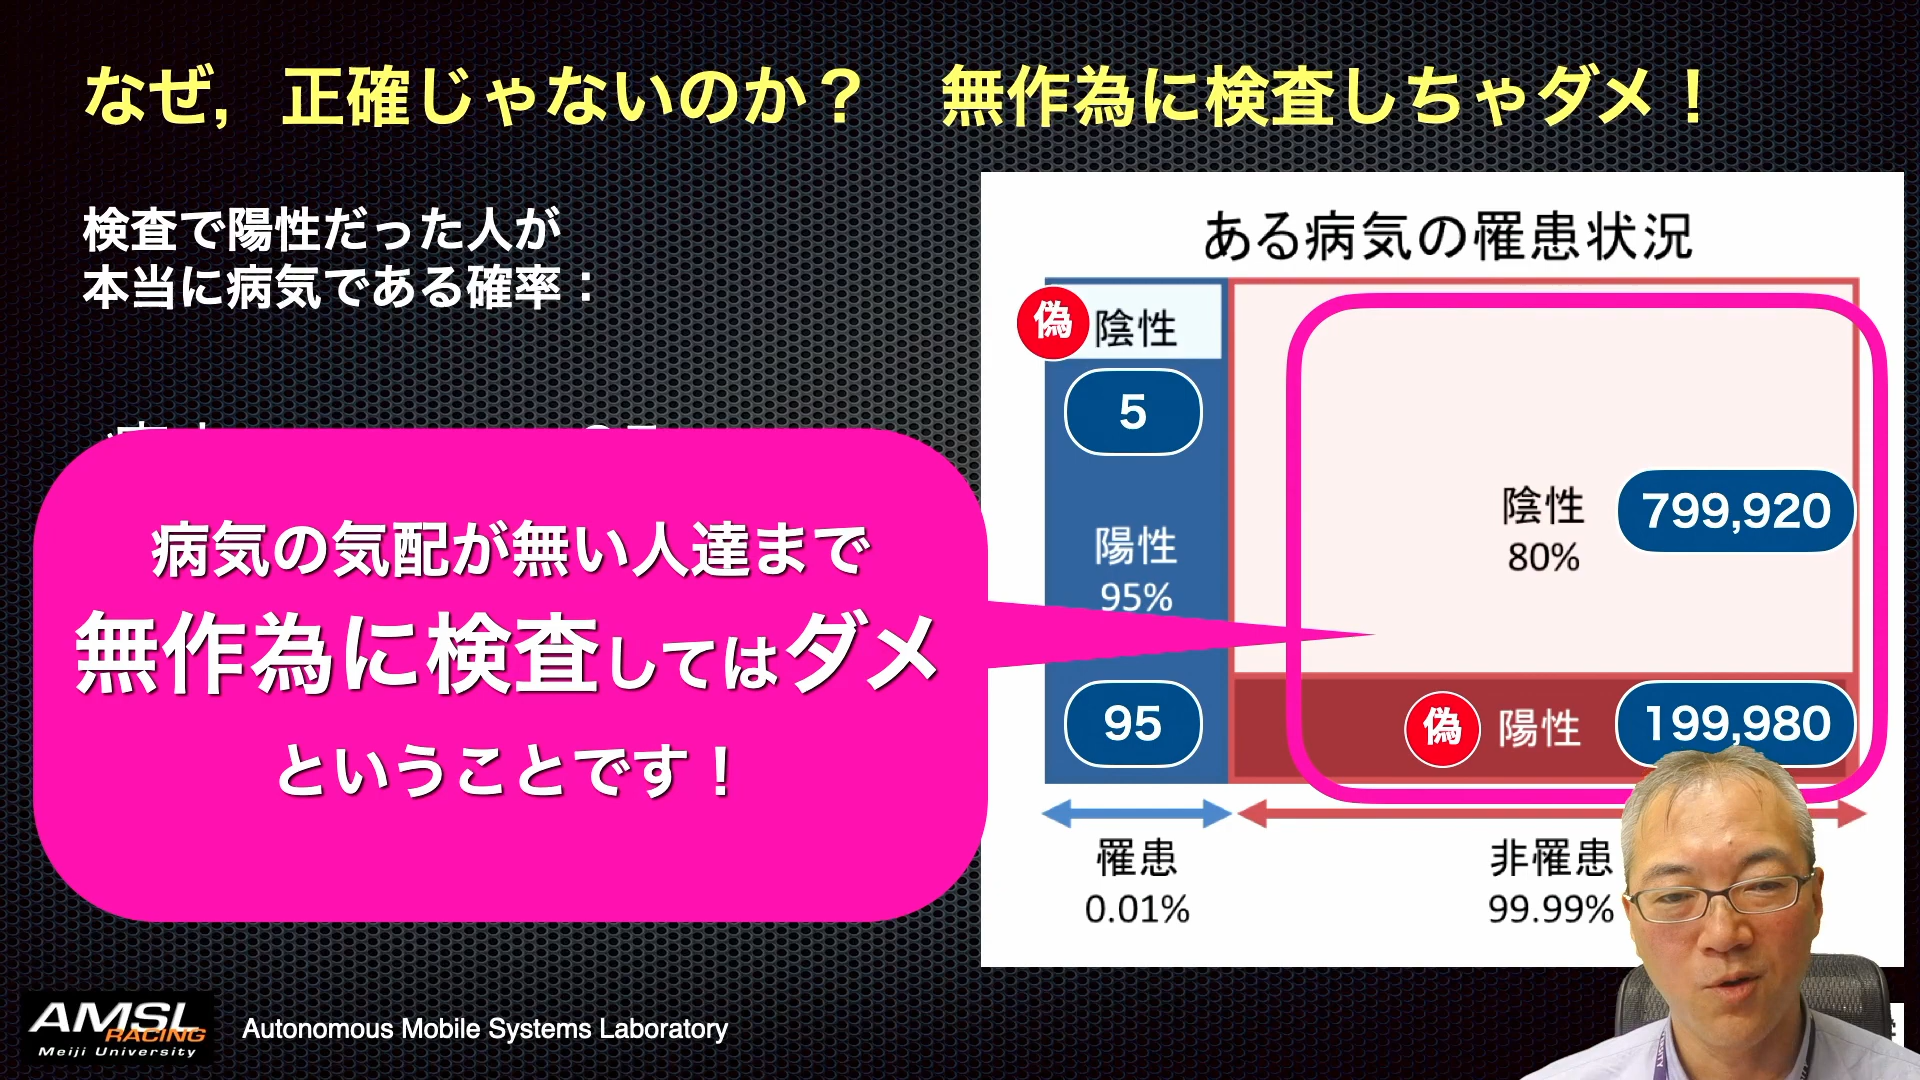 なぜ，正確じゃないのか？　無作為に検査しちゃダメ！
検査で陽性だった人が
本当に病気である確率：
病気の気配が無い人達まで
無作為に検査してはダメ
ということです！
ある病気の罹患状況
偽 陰性
5
陽性
95%
95
陰性
80%
799,920
偽 陽性 199,980
罹患
0.01%
非罹患
99.99%
AMSL
RACING
Meiji University
Autonomous Mobile Systems Laboratory